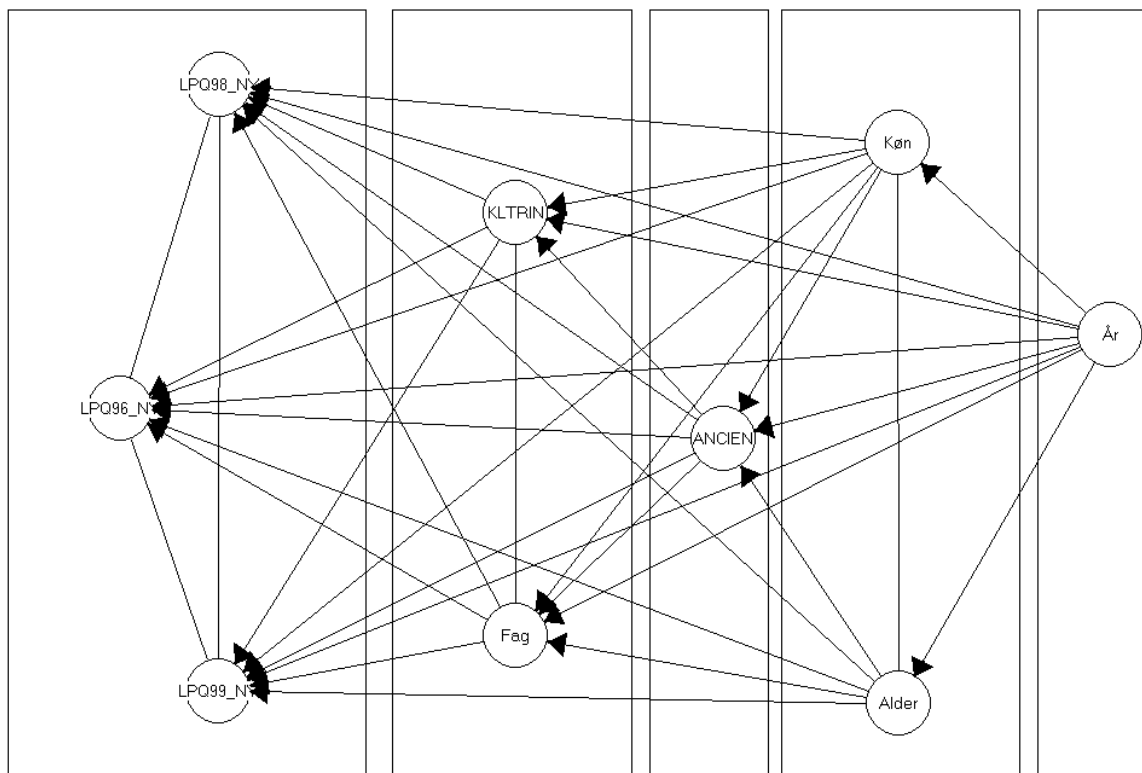 LPQ98_NY
Køn
KLTRIN
År
LPQ96_NY
ANCIEN
Fag
LPQ99_NY
Alder